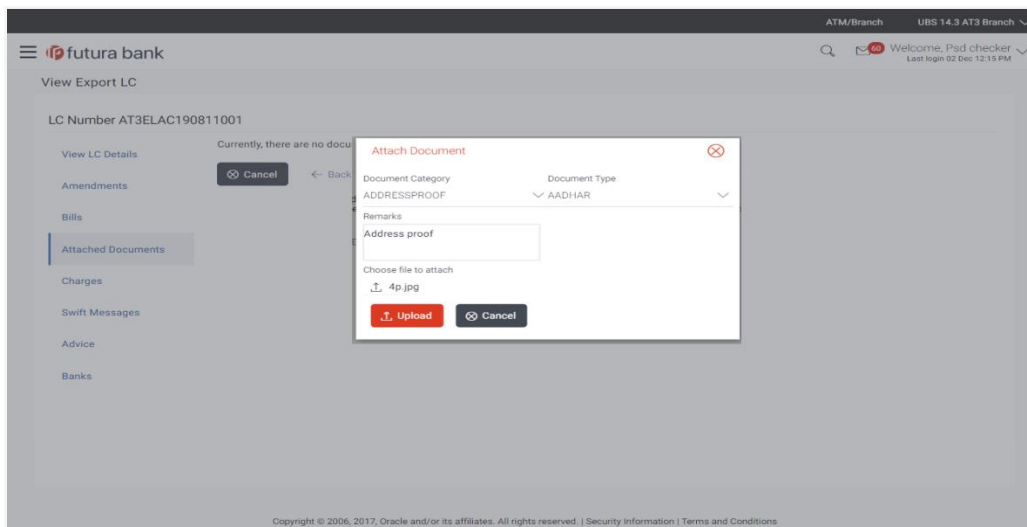 ATM/Branch UBS 14.3 AT3 Branch
futura bank
60
Welcome, Psd checker
Last login 02 Dec 12:15 PM
View Export LC
LC Number AT3ELAC190811001
View LC Details
Amendments
Bills
Attached Documents
Charges
Swift Messages
Advice
Banks
Currently, there are no docu
Cancel
Back
Attach Document
Document Category Document Type
ADDRESSPROOF AADHAR
Remarks
Address proof
Choose file to attach
4p.jpg
Upload Cancel
Copyright © 2006, 2017, Oracle and/or its affiliates. All rights reserved. | Security Information | Terms and Conditions